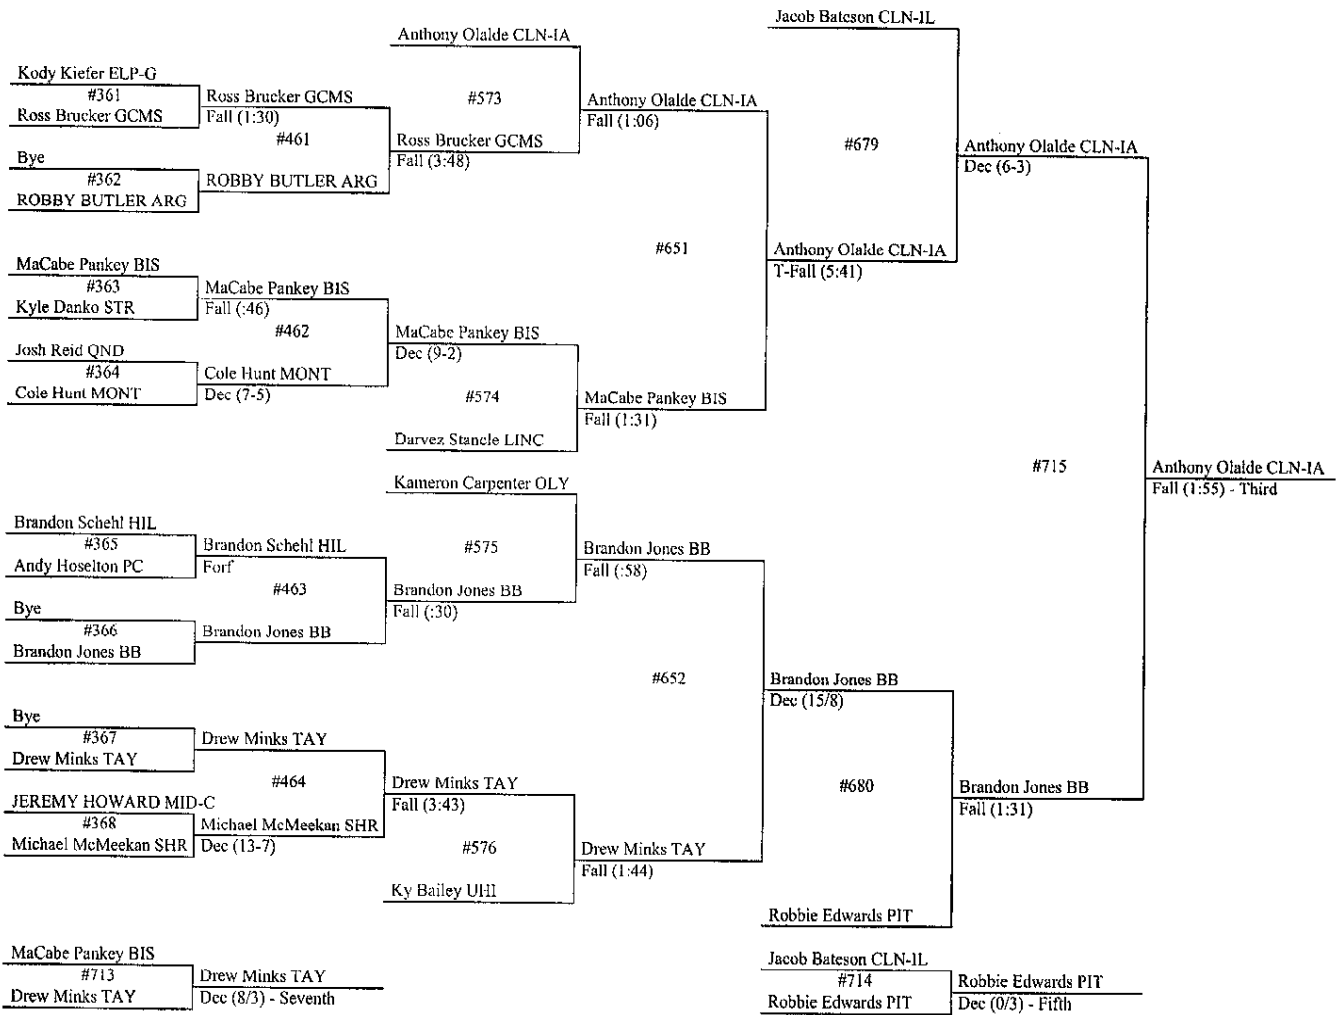 Jacob Bateson CLN-IL
Anthony Olalde CLN-IA
Kody Kiefer ELP-G
#361
Ross Brucker GCMS
Ross Brucker GCMS
Fall (1:30)
#573
Anthony Olalde CLN-IA
Fall (1:06)
#461
Ross Brucker GCMS
Fall (3:48)
#679
Anthony Olalde CLN-IA
Dec (6-3)
Bye
#362
ROBBY BUTLER ARG
ROBBY BUTLER ARG
#651
Anthony Olalde CLN-IA
T-Fall (5:41)
MaCabe Pankey BIS
#363
Kyle Danko STR
MaCabe Pankey BIS
Fall (:46)
#462
MaCabe Pankey BIS
Dec (9-2)
Josh Reid QND
#364
Cole Hunt MONT
Cole Hunt MONT
Dec (7-5)
#574
MaCabe Pankey BIS
Fall (1:31)
Darvez Stancle LINC
#715
Anthony Olalde CLN-IA
Fall (1:55) - Third
Kameron Carpenter OLY
Brandon Schehl HIL
#365
Andy Hoselton PC
Brandon Schehl HIL
Forf
#575
Brandon Jones BB
Fall (:58)
#463
Brandon Jones BB
Fall (:30)
Bye
#366
Brandon Jones BB
Brandon Jones BB
#652
Brandon Jones BB
Dec (15/8)
Bye
#367
Drew Minks TAY
Drew Minks TAY
#464
Drew Minks TAY
Fall (3:43)
#680
Brandon Jones BB
Fall (1:31)
JEREMY HOWARD MID-C
#368
Michael McMeekan SHR
Michael McMeekan SHR
Dec (13-7)
#576
Drew Minks TAY
Fall (1:44)
Ky Bailey UHI
Robbie Edwards PIT
MaCabe Pankey BIS
#713
Drew Minks TAY
Drew Minks TAY
Dec (8/3) - Seventh
Jacob Bateson CLN-IL
#714
Robbie Edwards PIT
Robbie Edwards PIT
Dec (0/3) - Fifth